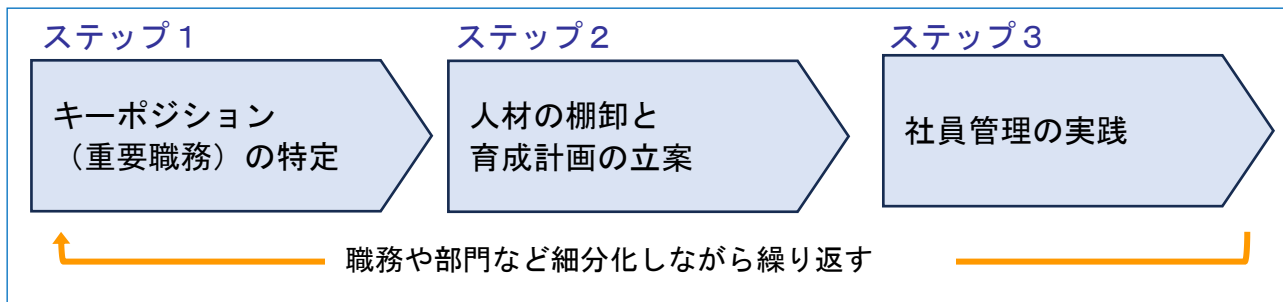 ステップ1
キーポジション
（重要職務）の特定
ステップ2
人材の棚卸と
育成計画の立案
ステップ3
社員管理の実践
職務や部門など細分化しながら繰り返す